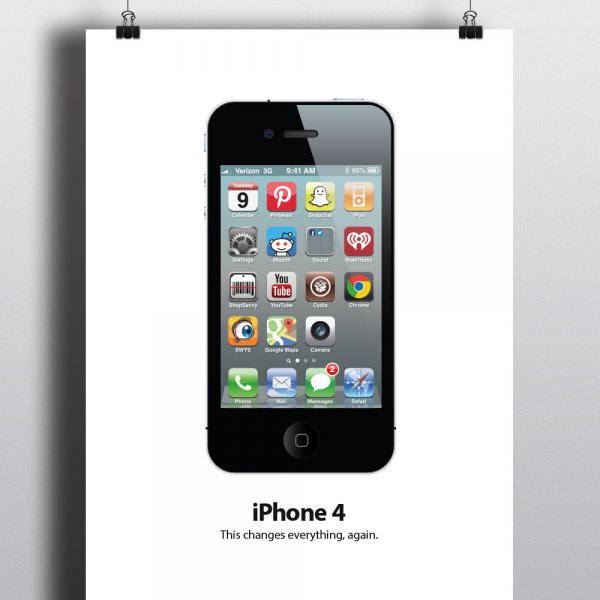 Verizon 3G 9:41 AM 96%
Tuesday
9
Calendar Pinterest Snapchat iPod
Settings Reddit Social iheartradio
You
Tube
ShopSavvy YouTube Cydia Chrome
SWYS Google Maps Camera
2
Phone Mail Messages Safari
iPhone 4
This changes everything, again.